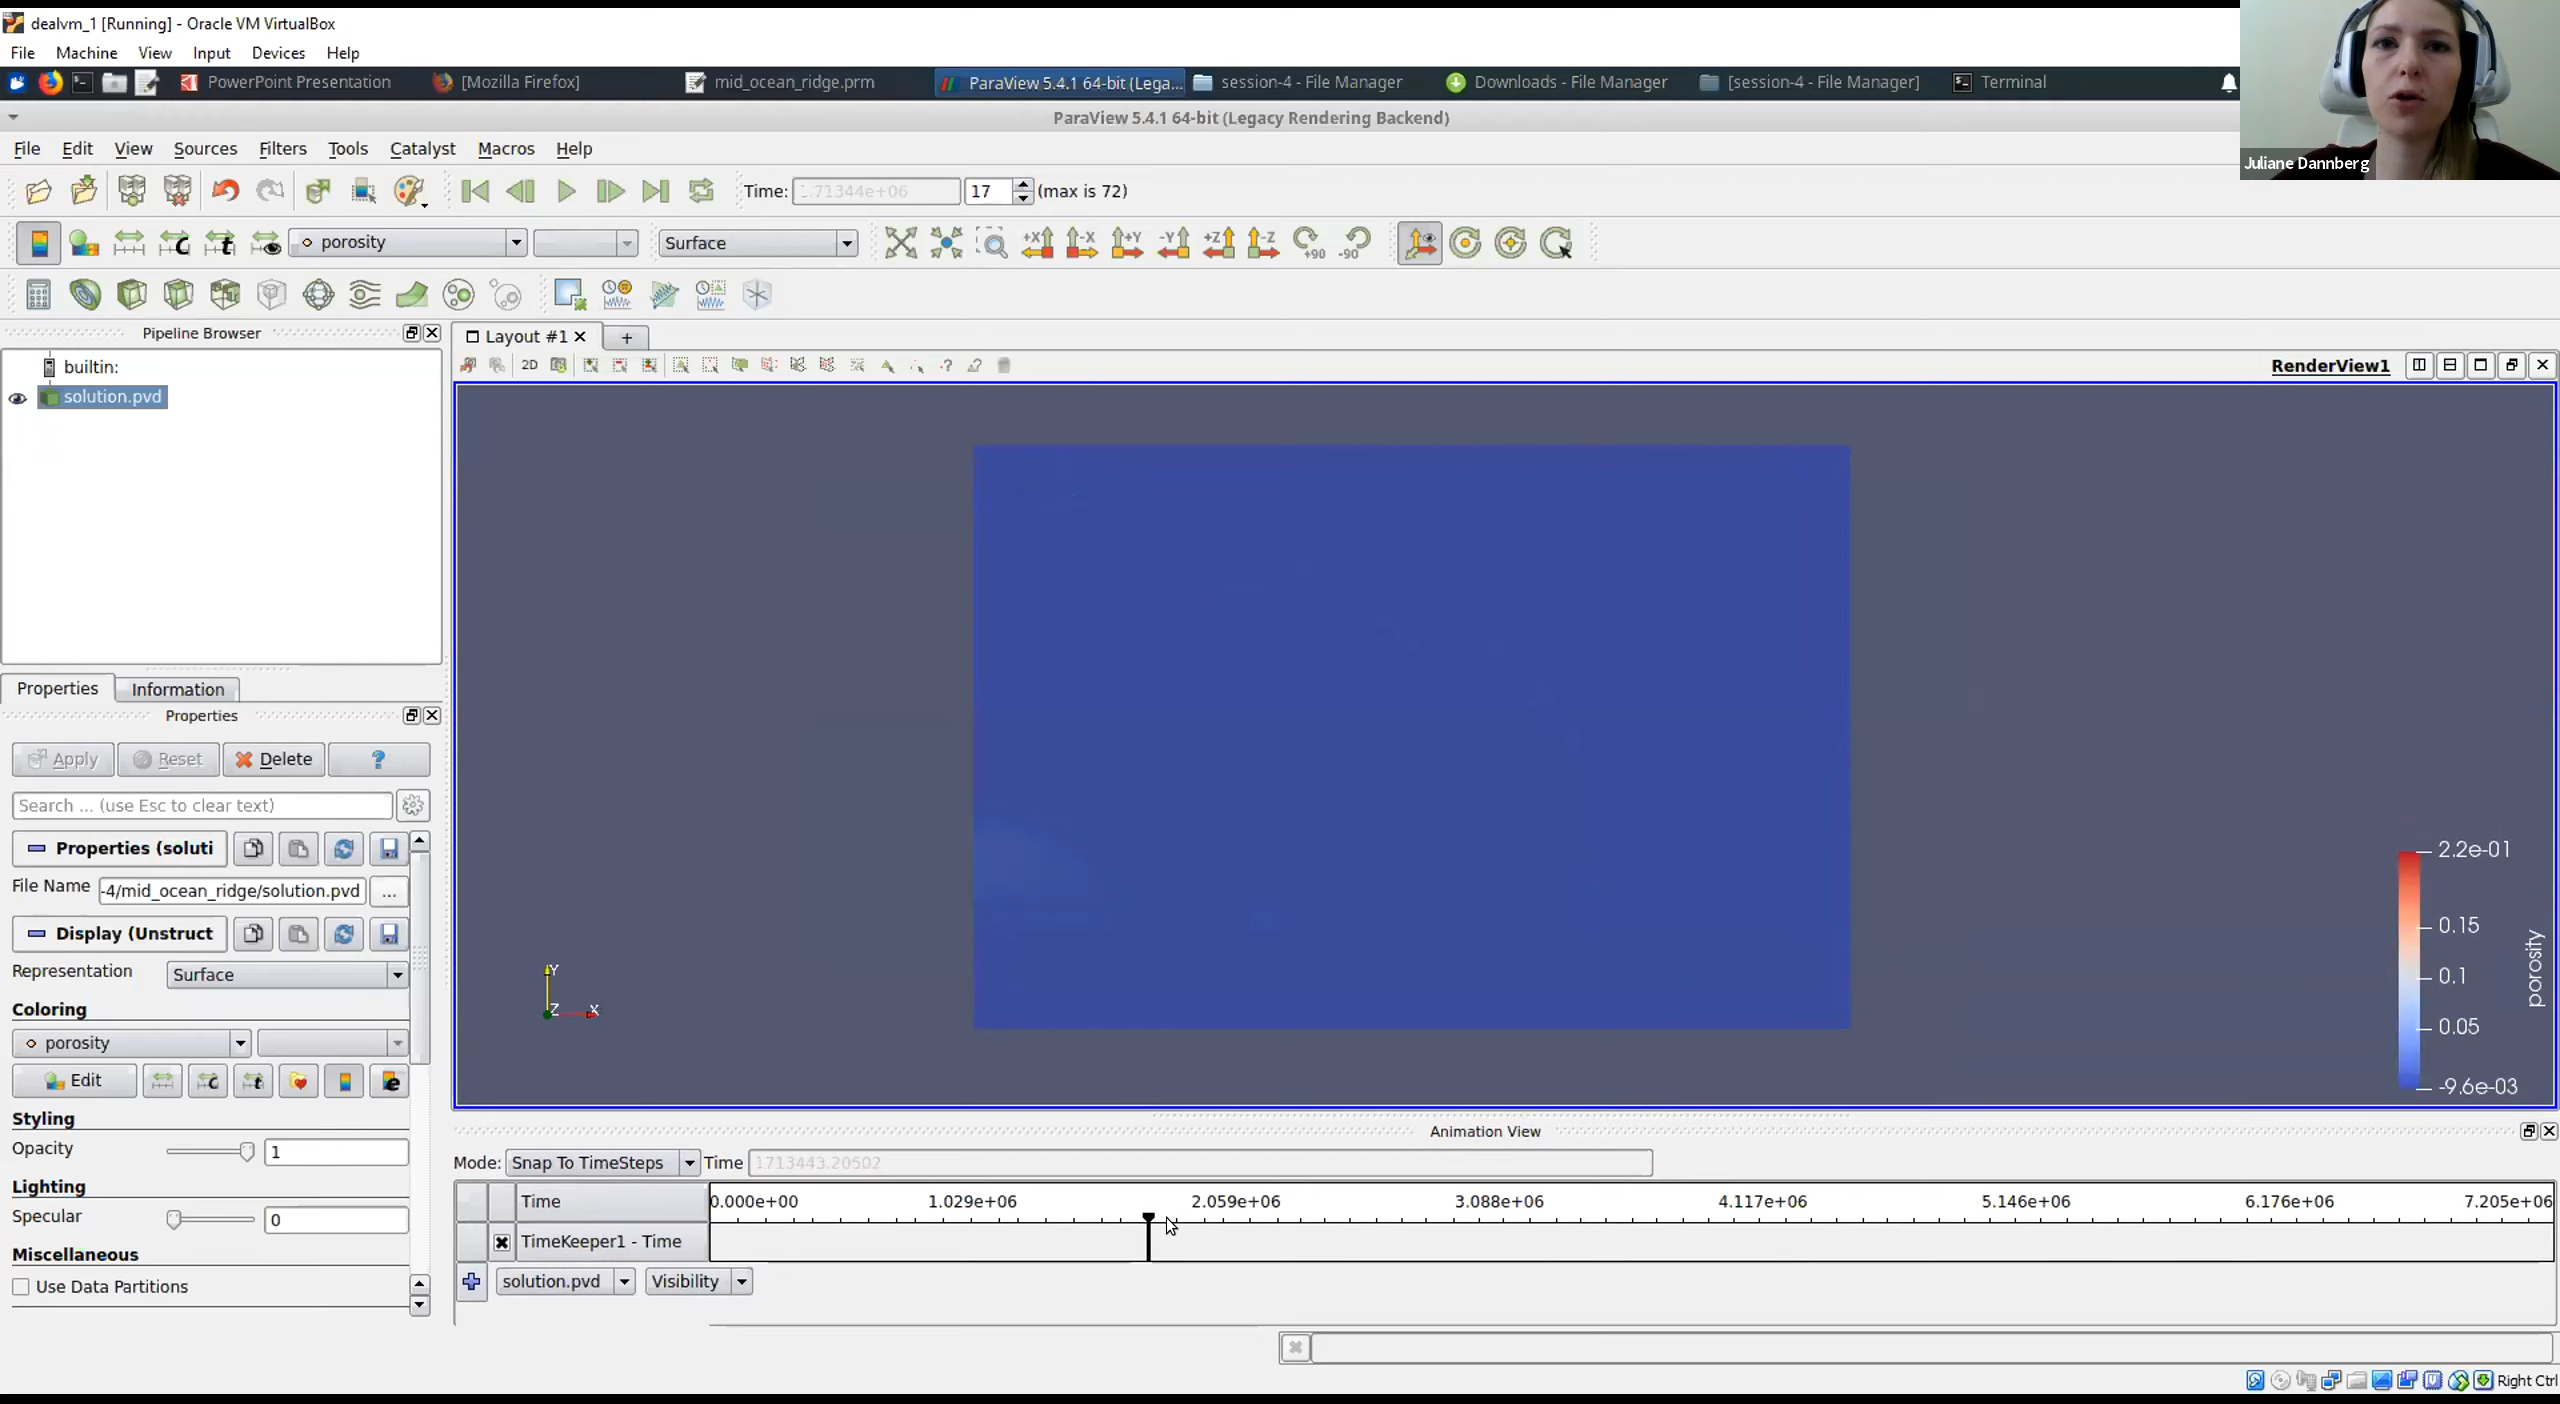 dealvm_1 [Running] - Oracle VM VirtualBox
File Machine View Input Devices Help
PowerPoint Presentation [Mozilla Firefox] mid_ocean_ridge.prm ParaView 5.4.1 64-bit (Lega... session-4 - File Manager Downloads - File Manager [session-4 - File Manager] Terminal
Juliane Dannberg
ParaView 5.4.1 64-bit (Legacy Rendering Backend)
File Edit View Sources Filters Tools Catalyst Macros Help
Time: 1.71344e+06 17 (max is 72)
porosity Surface +X -X +Y -Y +Z -Z +90 -90
Pipeline Browser
Layout #1 +
builtin:
2D
RenderView1
solution.pvd
Properties Information
Properties
Apply Reset Delete ?
Search ... (use Esc to clear text)
Properties (soluti
File Name -4/mid_ocean_ridge/solution.pvd ...
Display (Unstruct
Representation Surface
Coloring
porosity
Edit
Styling
Opacity 1
Lighting
Specular 0
Miscellaneous
Use Data Partitions
Y
Z X
2.2e-01
0.15
0.1
0.05
-9.6e-03
porosity
Animation View
Mode: Snap To TimeSteps Time 1713443.20502
Time 0.000e+00 1.029e+06 2.059e+06 3.088e+06 4.117e+06 5.146e+06 6.176e+06 7.205e+06
TimeKeeper1 - Time
solution.pvd Visibility
Right Ctrl